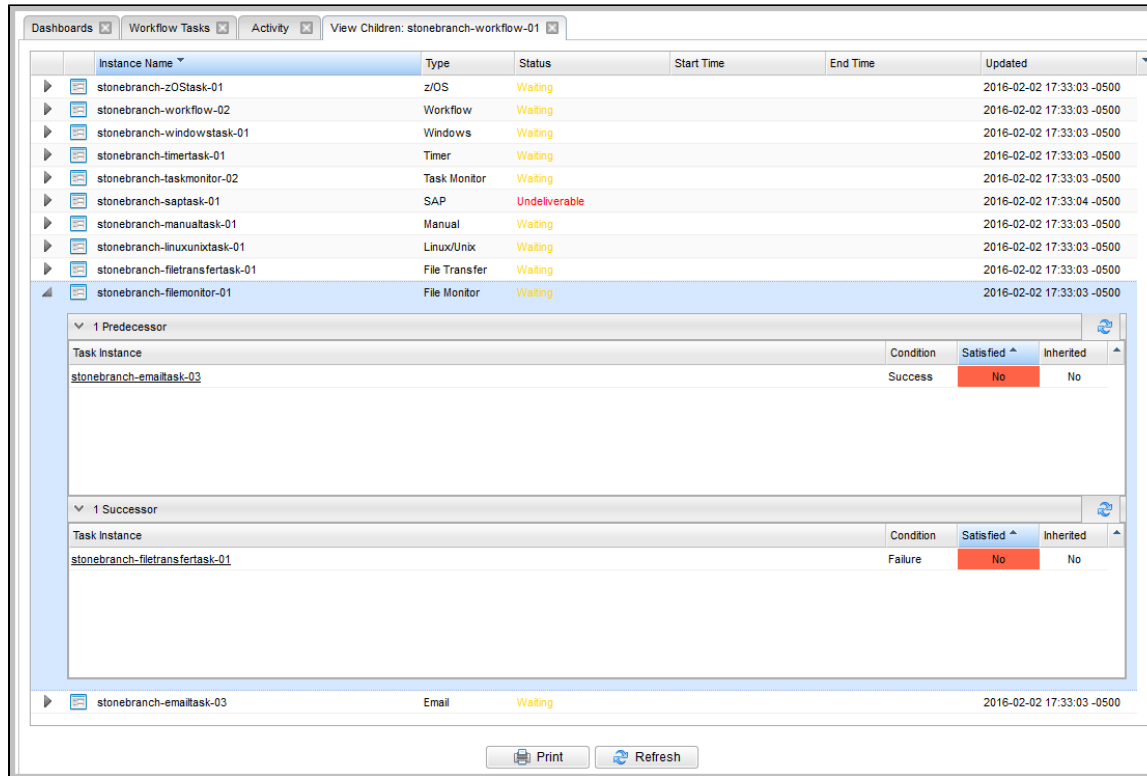 Dashboards Workflow Tasks Activity View Children: stonebranch-workflow-01
Instance Name Type Status Start Time End Time Updated
stonebranch-zOStask-01 z/OS Waiting 2016-02-02 17:33:03 -0500
stonebranch-workflow-02 Workflow Waiting 2016-02-02 17:33:03 -0500
stonebranch-windowstask-01 Windows Waiting 2016-02-02 17:33:03 -0500
stonebranch-timertask-01 Timer Waiting 2016-02-02 17:33:03 -0500
stonebranch-taskmonitor-02 Task Monitor Waiting 2016-02-02 17:33:03 -0500
stonebranch-saptask-01 SAP Undeliverable 2016-02-02 17:33:04 -0500
stonebranch-manualtask-01 Manual Waiting 2016-02-02 17:33:03 -0500
stonebranch-linuxunixtask-01 Linux/Unix Waiting 2016-02-02 17:33:03 -0500
stonebranch-filetransfertask-01 File Transfer Waiting 2016-02-02 17:33:03 -0500
stonebranch-filemonitor-01 File Monitor Waiting 2016-02-02 17:33:03 -0500
1 Predecessor
Task Instance Condition Satisfied Inherited
stonebranch-emailtask-03 Success No No
1 Successor
Task Instance Condition Satisfied Inherited
stonebranch-filetransfertask-01 Failure No No
stonebranch-emailtask-03 Email Waiting 2016-02-02 17:33:03 -0500
Print Refresh